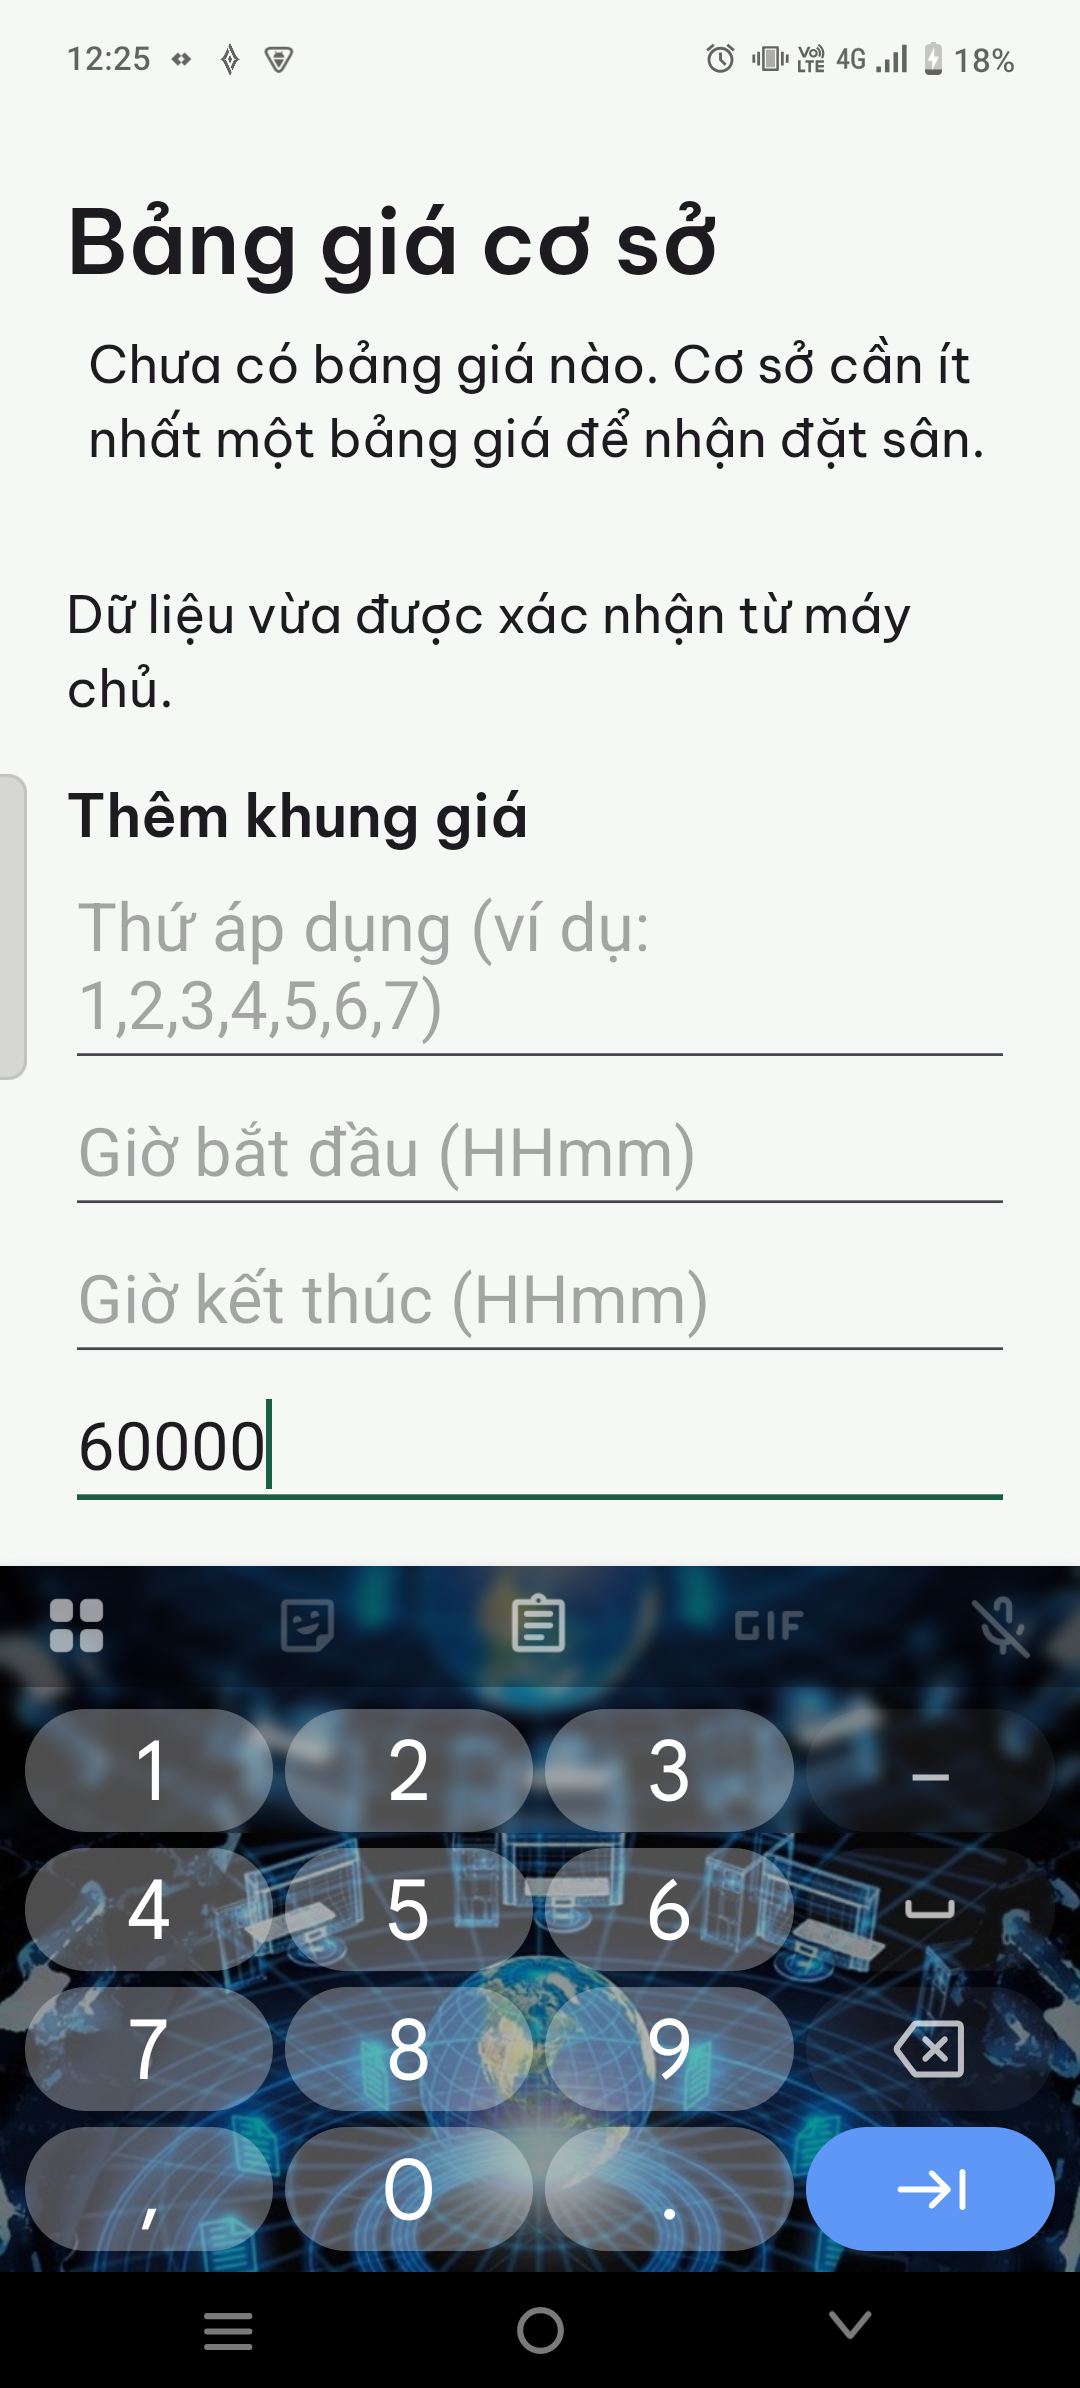 12:25
VoLTE 4G 18%
Bảng giá cơ sở
Chưa có bảng giá nào. Cơ sở cần ít
nhất một bảng giá để nhận đặt sân.
Dữ liệu vừa được xác nhận từ máy
chủ.
Thêm khung giá
Thứ áp dụng (ví dụ:
1,2,3,4,5,6,7)
Giờ bắt đầu (HHmm)
Giờ kết thúc (HHmm)
60000
GIF
1 2 3 –
4 5 6
7 8 9
, 0 .